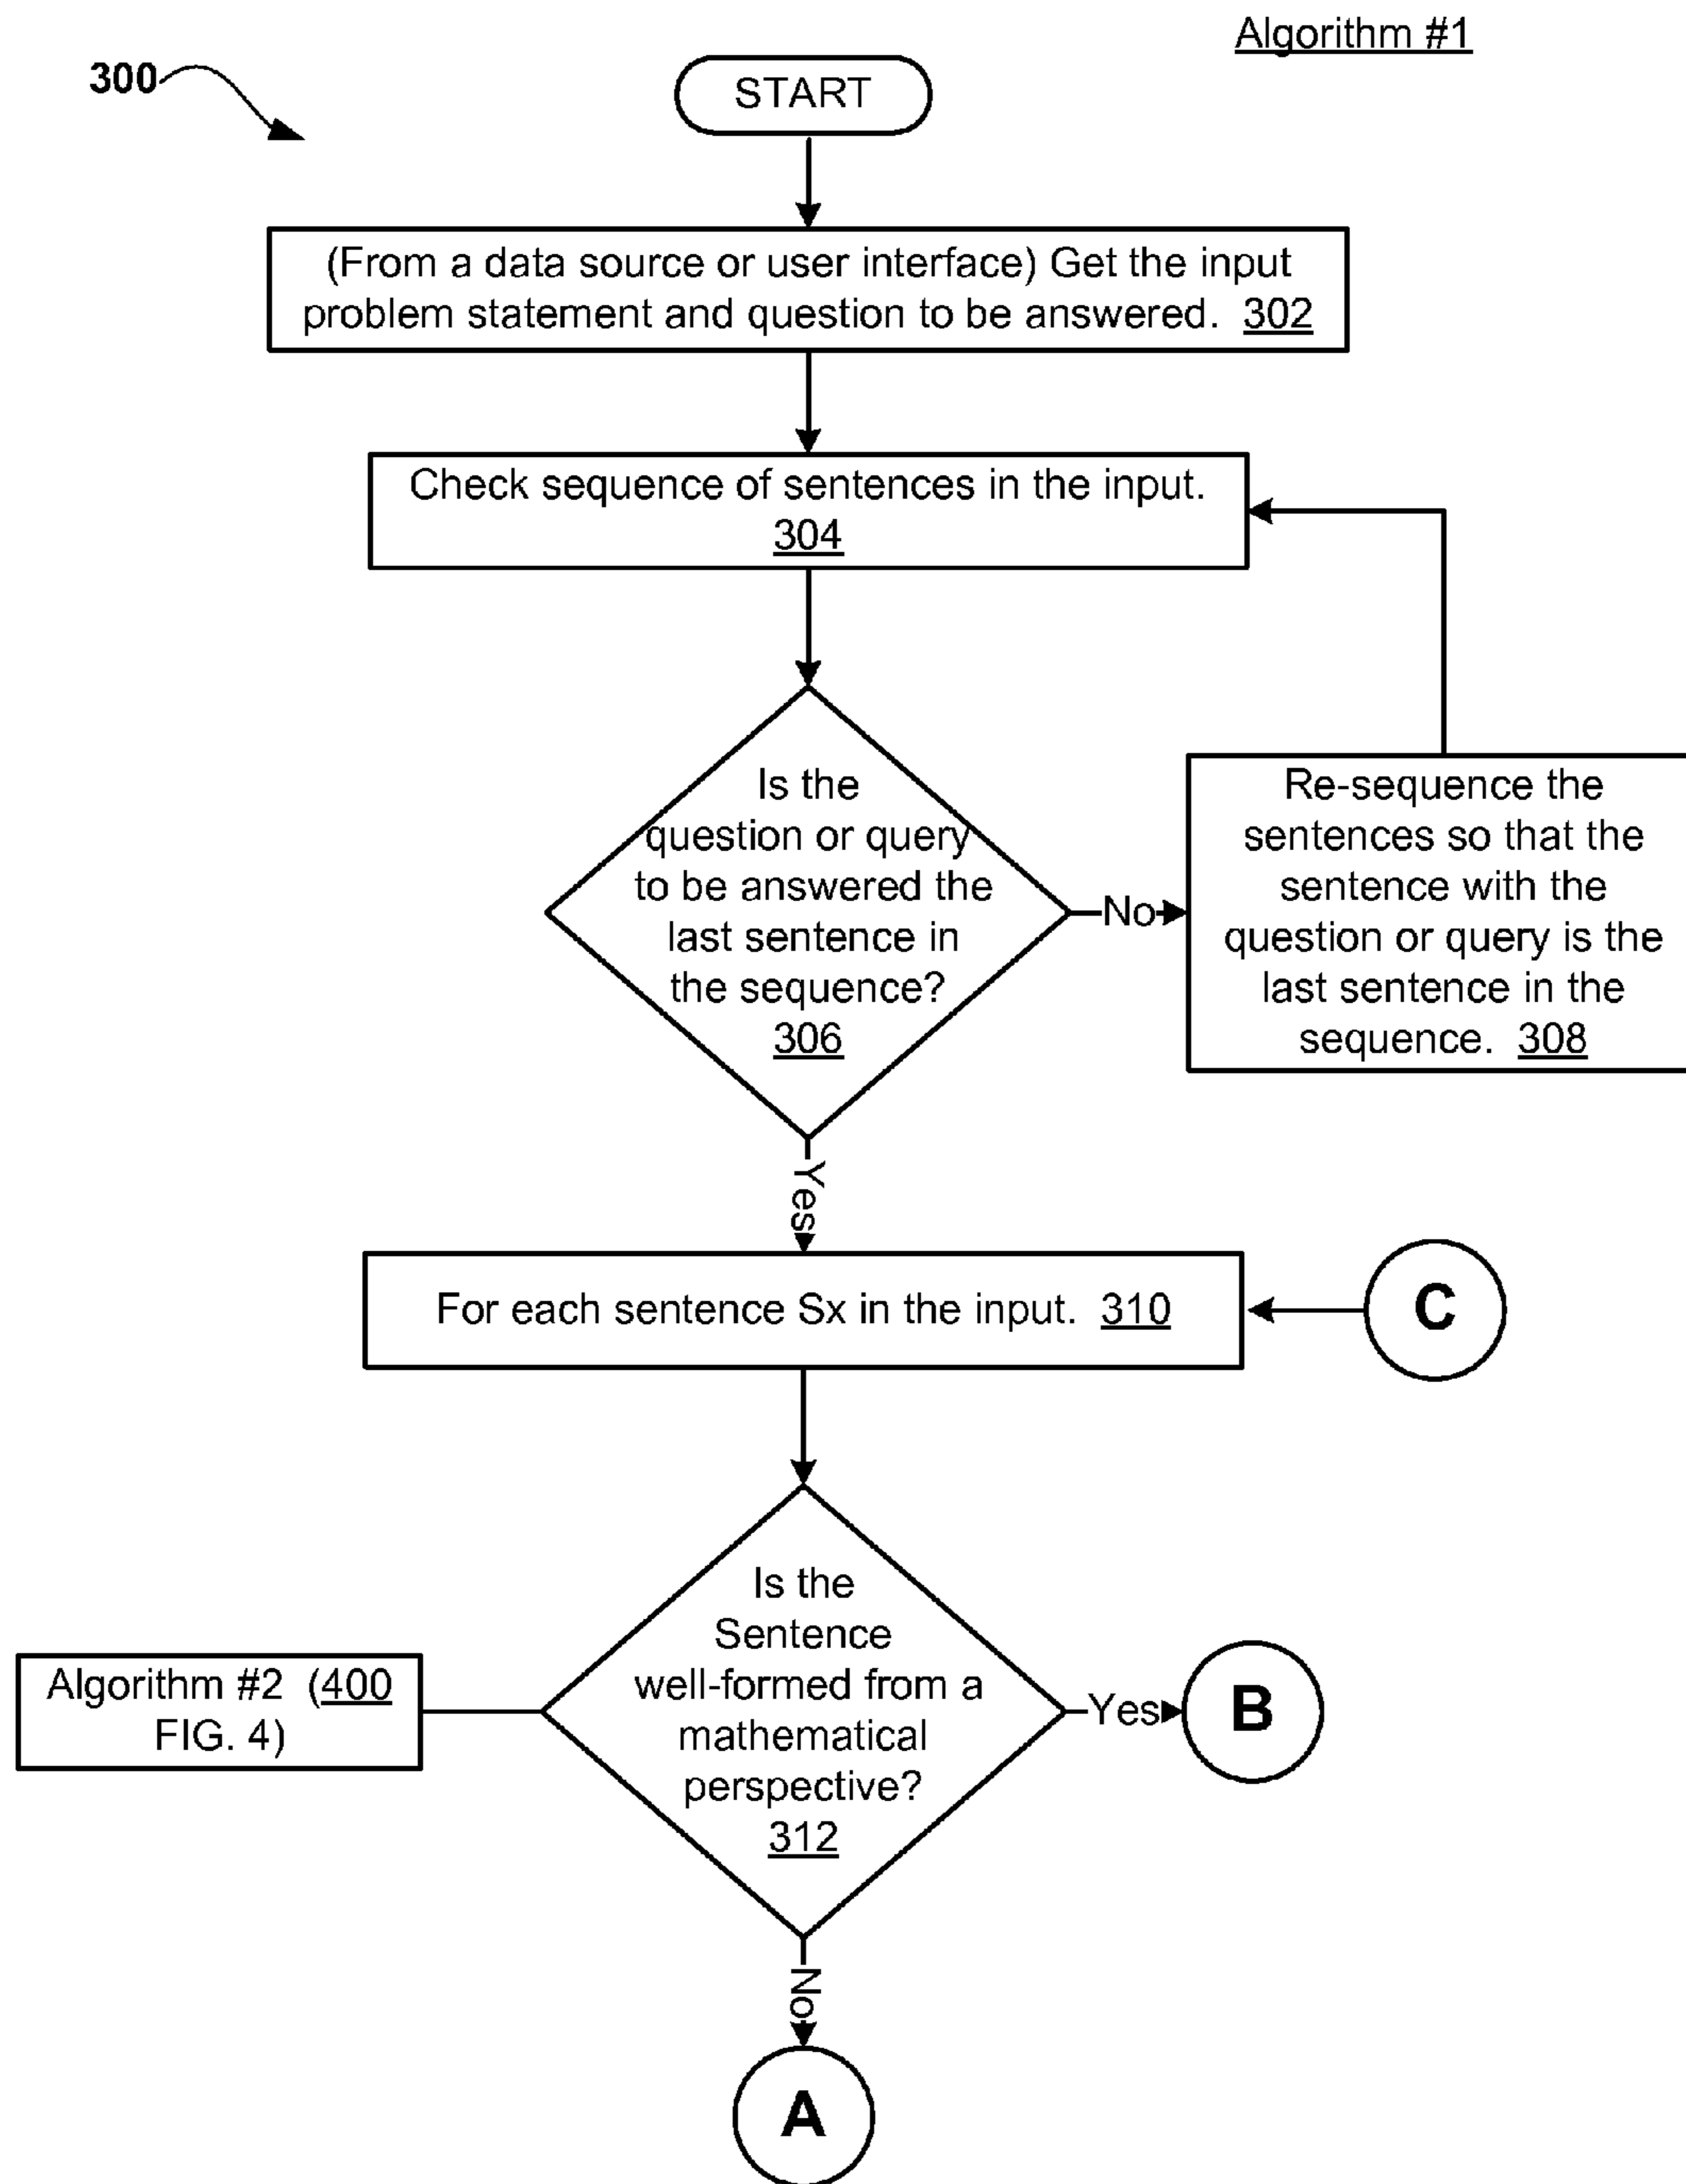 Algorithm #1
300
START
(From a data source or user interface) Get the input
problem statement and question to be answered. 302
Check sequence of sentences in the input.
304
Is the
question or query
to be answered the
last sentence in
the sequence?
306
No
Re-sequence the
sentences so that the
sentence with the
question or query is the
last sentence in the
sequence. 308
Yes
For each sentence Sx in the input. 310
C
Is the
Sentence
well-formed from a
mathematical
perspective?
312
Algorithm #2 (400
FIG. 4)
Yes
B
No
A